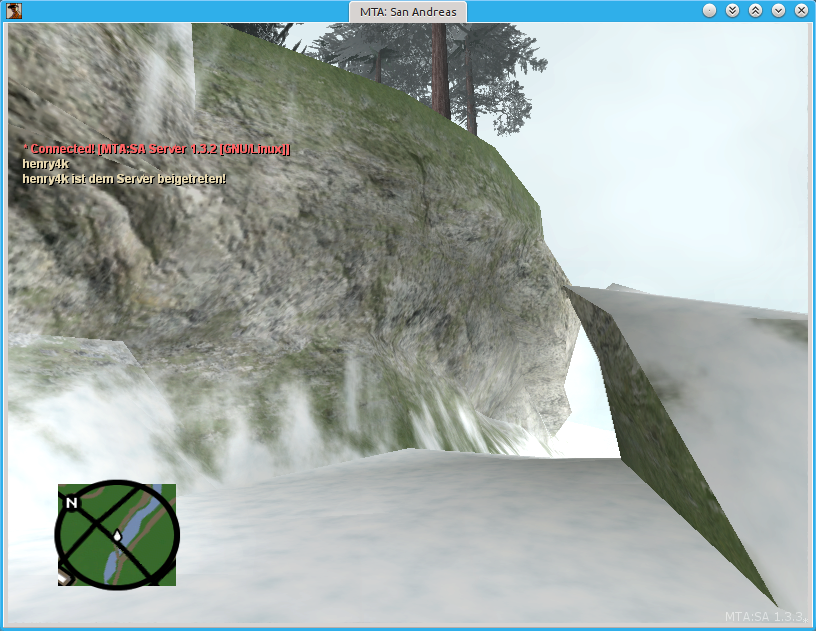 MTA: San Andreas
* Connected! [MTA:SA Server 1.3.2 [GNU/Linux]]
henry4k
henry4k ist dem Server beigetreten!
N
MTA:SA 1.3.3